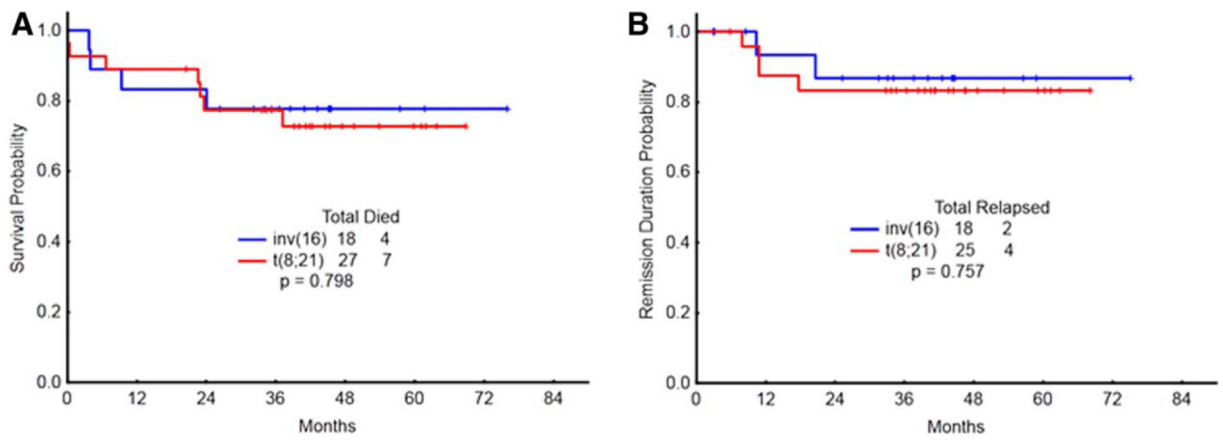 A
1.0
0.8
0.6
0.4
0.2
0.0
Survival Probability
Total Died
inv(16) 18 4
t(8;21) 27 7
p = 0.798
0 12 24 36 48 60 72 84
Months
B
1.0
0.8
0.6
0.4
0.2
0.0
Remission Duration Probability
Total Relapsed
inv(16) 18 2
t(8;21) 25 4
p = 0.757
0 12 24 36 48 60 72 84
Months